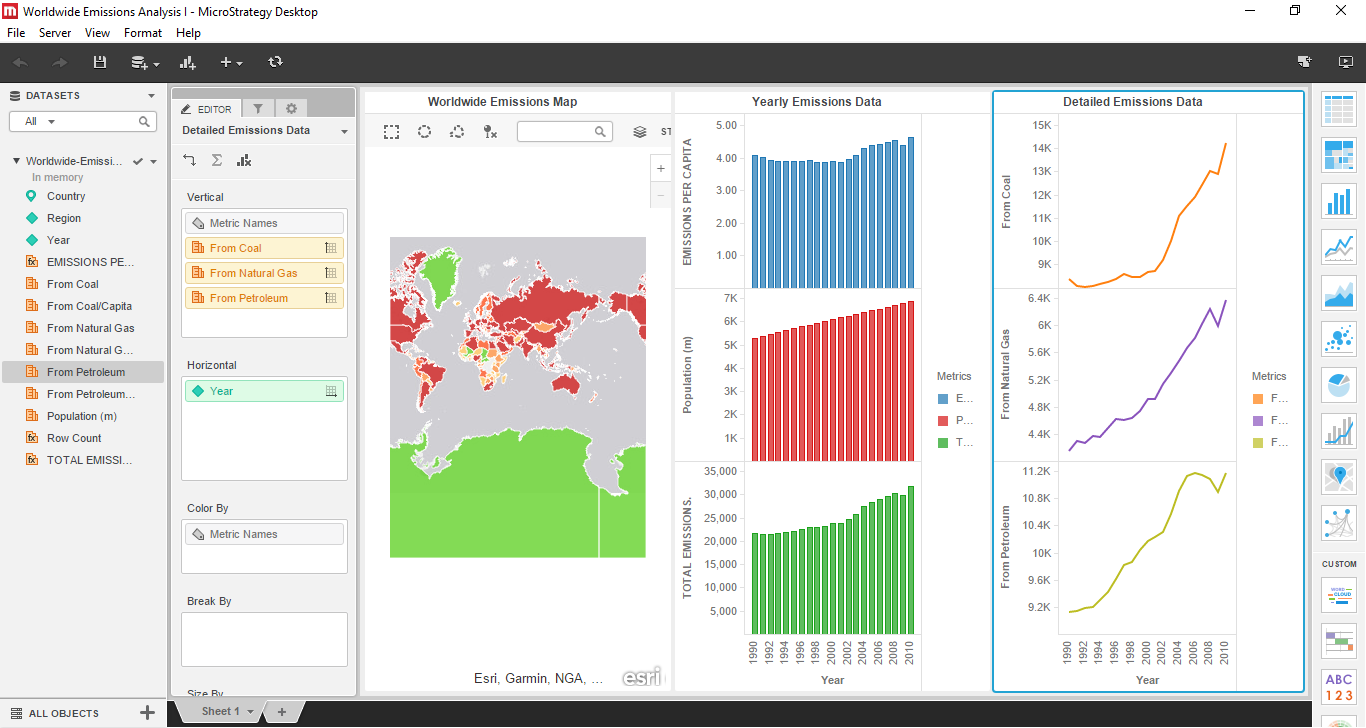 Worldwide Emissions Analysis I - MicroStrategy Desktop
File Server View Format Help
DATASETS
All
Worldwide-Emissi...
In memory
Country
Region
Year
EMISSIONS PE...
From Coal
From Coal/Capita
From Natural Gas
From Natural G...
From Petroleum
From Petroleum...
Population (m)
Row Count
TOTAL EMISSI...
ALL OBJECTS
EDITOR
Detailed Emissions Data
Vertical
Metric Names
From Coal
From Natural Gas
From Petroleum
Horizontal
Year
Color By
Metric Names
Break By
Size By
Worldwide Emissions Map
ST
+
−
Esri, Garmin, NGA, ...
esri
Yearly Emissions Data
EMISSIONS PER CAPITA
5.00
4.00
3.00
2.00
1.00
Population (m)
7K
6K
5K
4K
3K
2K
1K
TOTAL EMISSIONS.
35,000
30,000
25,000
20,000
15,000
10,000
5,000
1990 1992 1994 1996 1998 2000 2002 2004 2006 2008 2010
Year
Metrics
E...
P...
T...
Detailed Emissions Data
From Coal
15K
14K
13K
12K
11K
10K
9K
From Natural Gas
6.4K
6K
5.6K
5.2K
4.8K
4.4K
From Petroleum
11.2K
10.8K
10.4K
10K
9.6K
9.2K
1990 1992 1994 1996 1998 2000 2002 2004 2006 2008 2010
Year
Metrics
F...
F...
F...
CUSTOM
WORD
CLOUD
ABC
123
Sheet 1
+